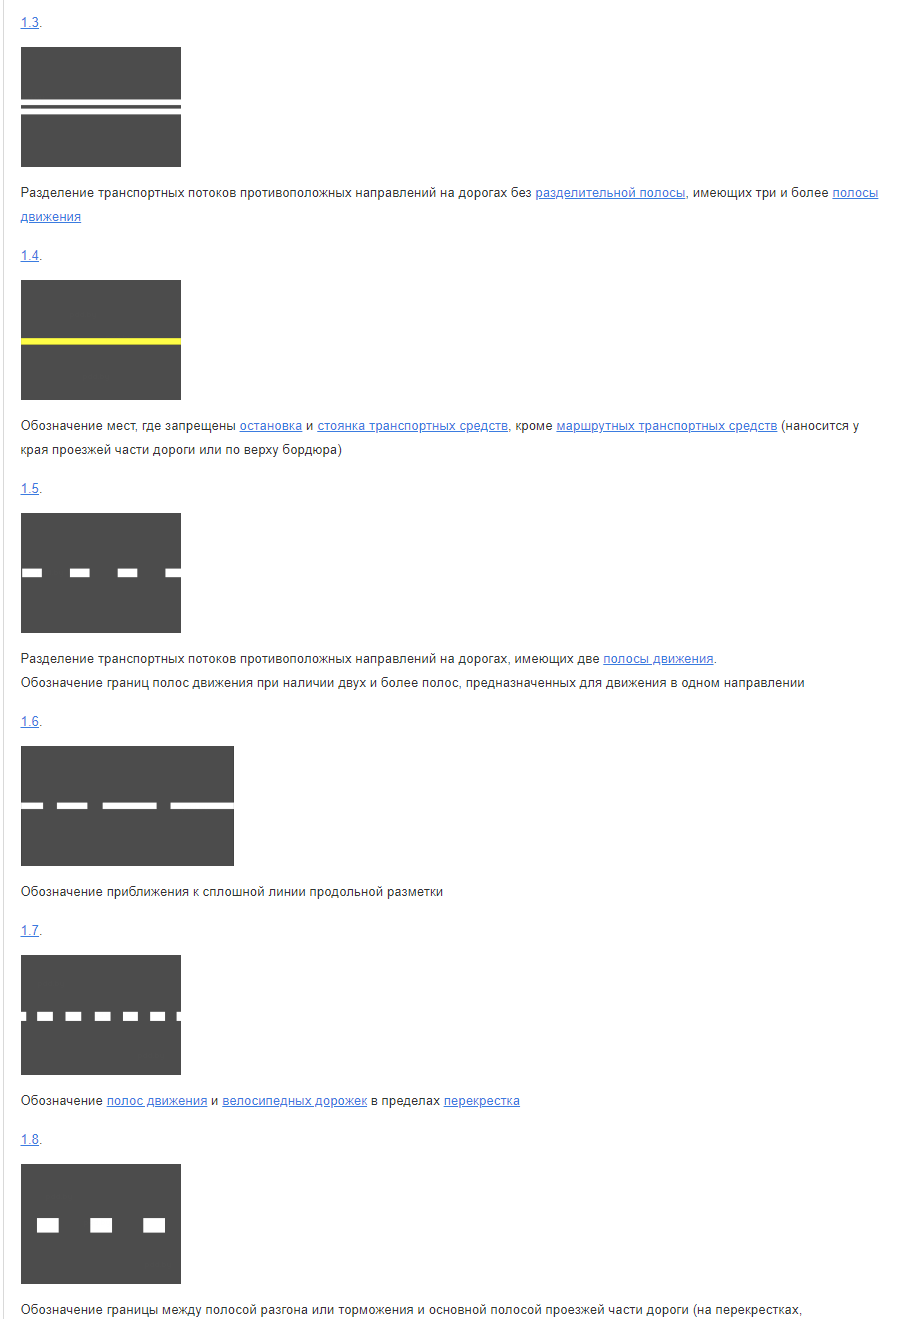 1.3.
Разделение транспортных потоков противоположных направлений на дорогах без разделительной полосы, имеющих три и более полосы
движения
1.4.
Обозначение мест, где запрещены остановка и стоянка транспортных средств, кроме маршрутных транспортных средств (наносится у
края проезжей части дороги или по верху бордюра)
1.5.
Разделение транспортных потоков противоположных направлений на дорогах, имеющих две полосы движения.
Обозначение границ полос движения при наличии двух и более полос, предназначенных для движения в одном направлении
1.6.
Обозначение приближения к сплошной линии продольной разметки
1.7.
Обозначение полос движения и велосипедных дорожек в пределах перекрестка
1.8.
Обозначение границы между полосой разгона или торможения и основной полосой проезжей части дороги (на перекрестках,